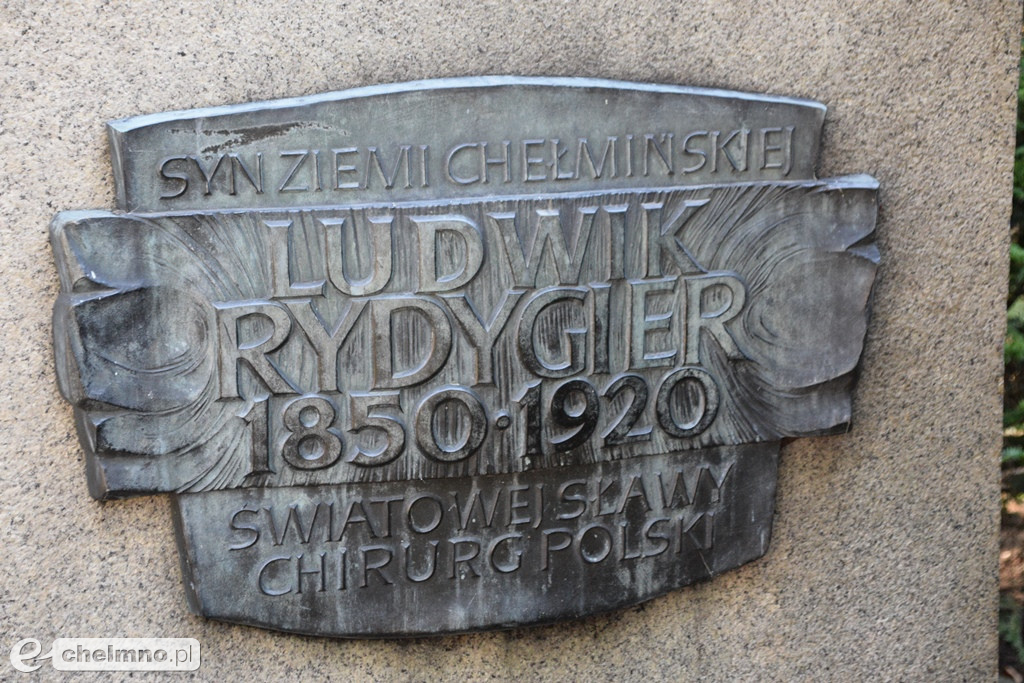 SYN ZIEMI CHEŁMIŃSKIEJ
LUDWIK
RYDYGIER
1850·1920
ŚWIATOWEJ SŁAWY
CHIRURG POLSKI
e chelmno.pl